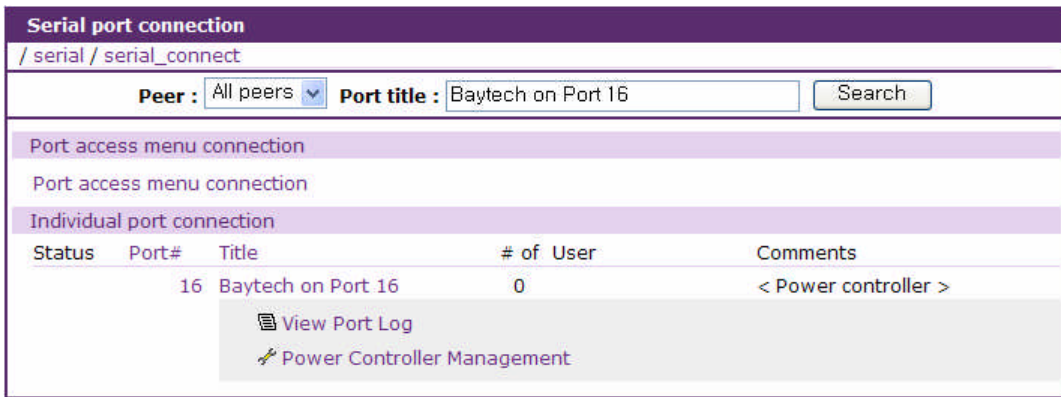 Serial port connection
/ serial / serial_connect
Peer : All peers Port title : Baytech on Port 16 Search
Port access menu connection
Port access menu connection
Individual port connection
Status Port# Title # of User Comments
16 Baytech on Port 16 0 < Power controller >
View Port Log
Power Controller Management